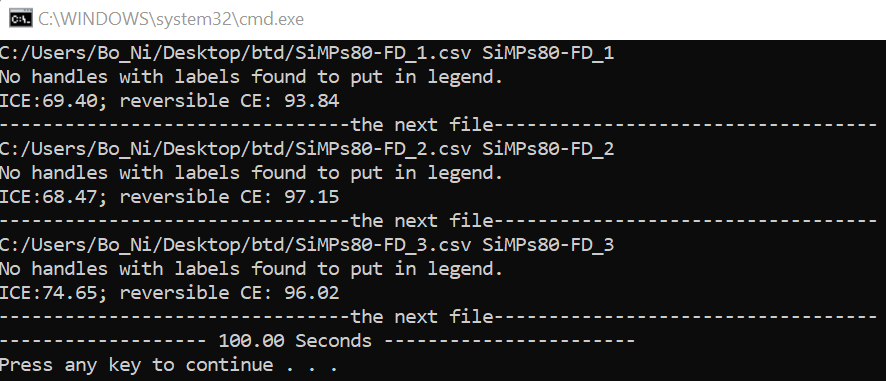 C:\WINDOWS\system32\cmd.exe
C:/Users/Bo_Ni/Desktop/btd/SiMPs80-FD_1.csv SiMPs80-FD_1
No handles with labels found to put in legend.
ICE:69.40; reversible CE: 93.84
--------------------------------the next file-----------------------------------
C:/Users/Bo_Ni/Desktop/btd/SiMPs80-FD_2.csv SiMPs80-FD_2
No handles with labels found to put in legend.
ICE:68.47; reversible CE: 97.15
--------------------------------the next file-----------------------------------
C:/Users/Bo_Ni/Desktop/btd/SiMPs80-FD_3.csv SiMPs80-FD_3
No handles with labels found to put in legend.
ICE:74.65; reversible CE: 96.02
--------------------------------the next file-----------------------------------
------------------- 100.00 Seconds -----------------------
Press any key to continue . . .